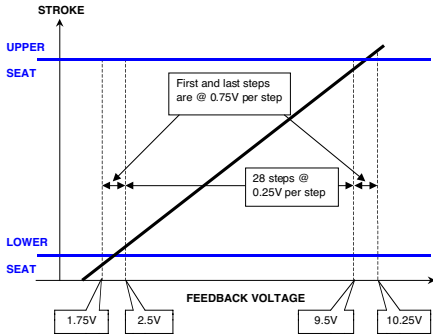 STROKE
UPPER
SEAT
First and last steps
are @ 0.75V per step
28 steps @
0.25V per step
LOWER
SEAT
FEEDBACK VOLTAGE
1.75V
2.5V
9.5V
10.25V